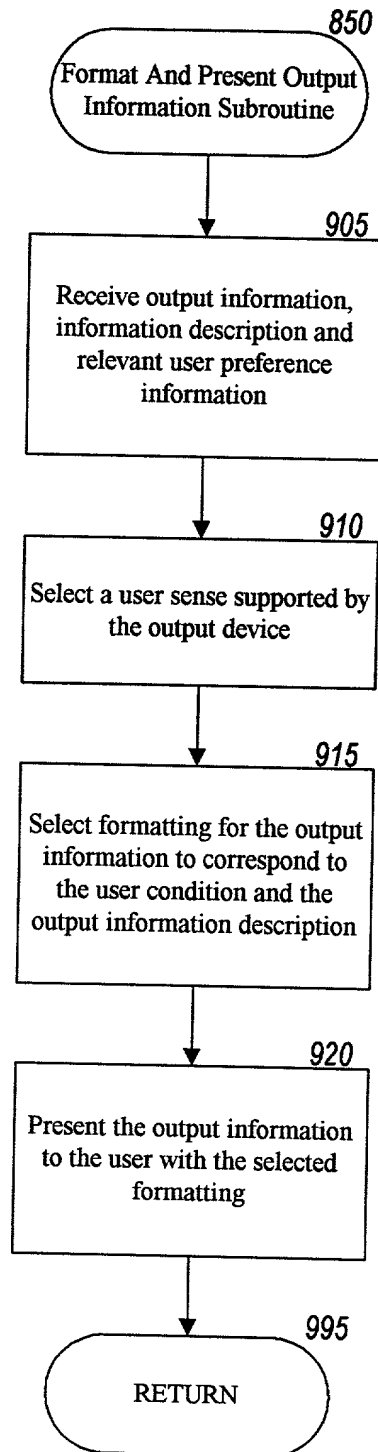 850
Format And Present Output
Information Subroutine
905
Receive output information,
information description and
relevant user preference
information
910
Select a user sense supported by
the output device
915
Select formatting for the output
information to correspond to
the user condition and the
output information description
920
Present the output information
to the user with the selected
formatting
995
RETURN